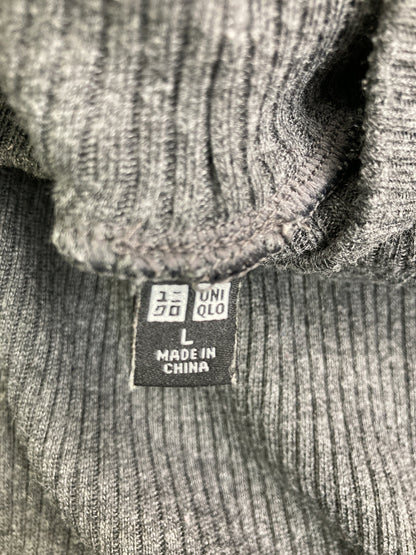 ユニ UNI
クロ QLO
L
MADE IN
CHINA